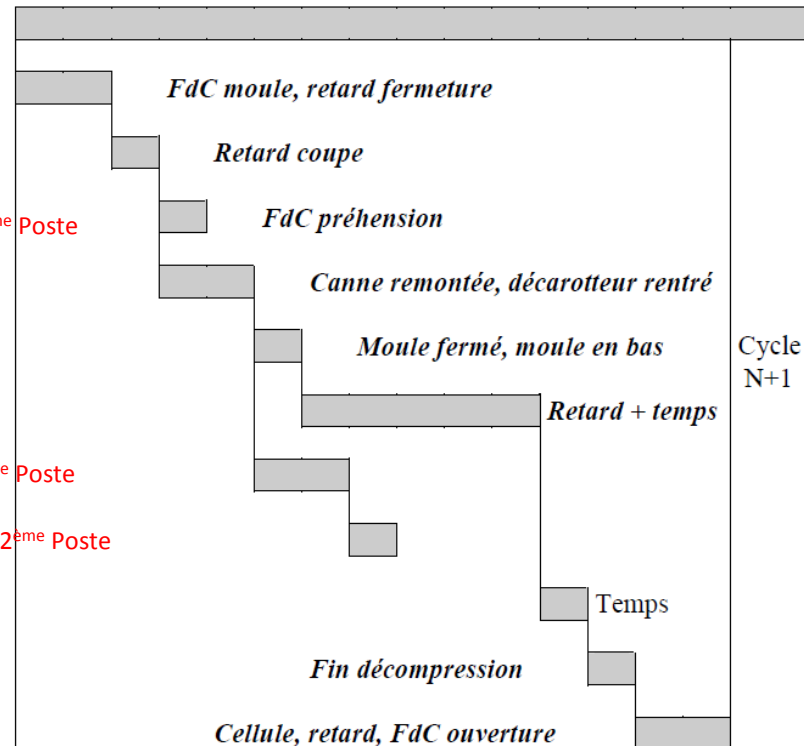 FdC moule, retard fermeture
Retard coupe
FdC préhension
Poste
Canne remontée, décarotteur rentré
Moule fermé, moule en bas
Cycle
N+1
Retard + temps
Poste
2ème Poste
Temps
Fin décompression
Cellule, retard, FdC ouverture